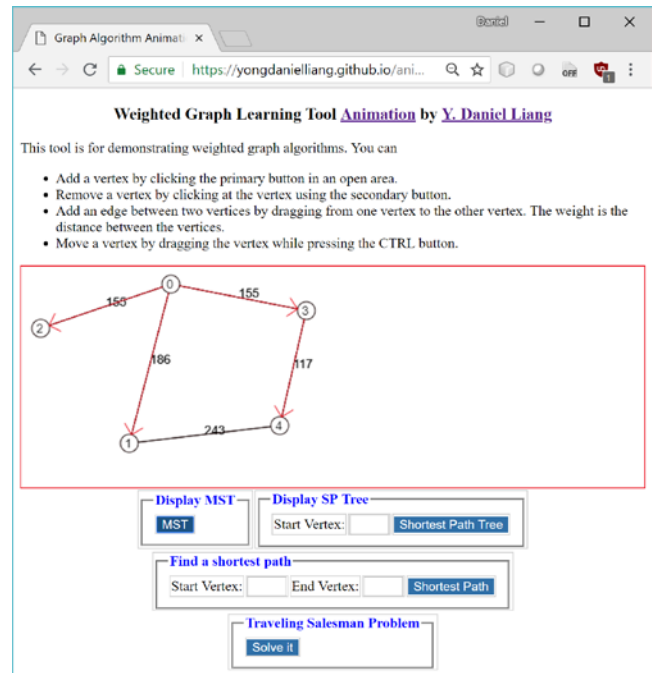 Daniel
Graph Algorithm Animati
Secure https://yongdanielliang.github.io/ani...
OFF
1
Weighted Graph Learning Tool Animation by Y. Daniel Liang
This tool is for demonstrating weighted graph algorithms. You can
• Add a vertex by clicking the primary button in an open area.
• Remove a vertex by clicking at the vertex using the secondary button.
• Add an edge between two vertices by dragging from one vertex to the other vertex. The weight is the
distance between the vertices.
• Move a vertex by dragging the vertex while pressing the CTRL button.
0
155
3
2
186
117
243
4
1
Display MST
Display SP Tree
MST
Start Vertex:
Shortest Path Tree
Find a shortest path
Start Vertex:
End Vertex:
Shortest Path
Traveling Salesman Problem
Solve it